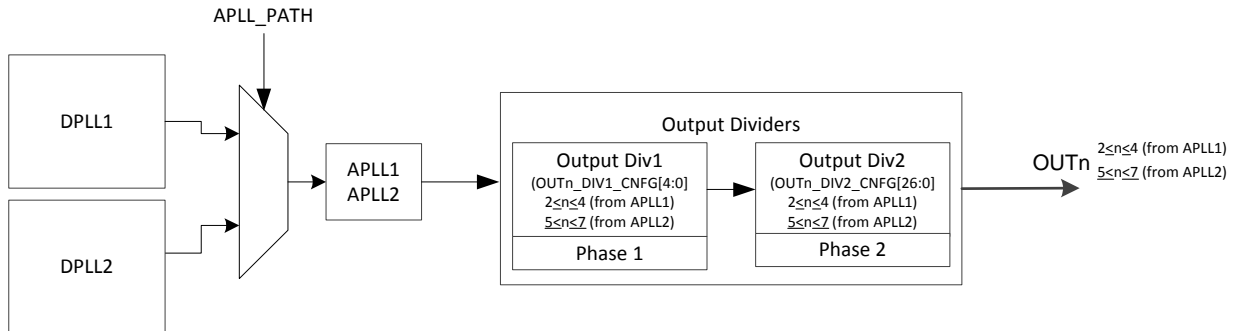 APLL_PATH
DPLL1
DPLL2
APLL1
APLL2
Output Dividers
Output Div1
(OUTn_DIV1_CNFG[4:0]
2≤n≤4 (from APLL1)
5≤n≤7 (from APLL2)
Phase 1
Output Div2
(OUTn_DIV2_CNFG[26:0]
2≤n≤4 (from APLL1)
5≤n≤7 (from APLL2)
Phase 2
OUTn
2≤n≤4 (from APLL1)
5≤n≤7 (from APLL2)